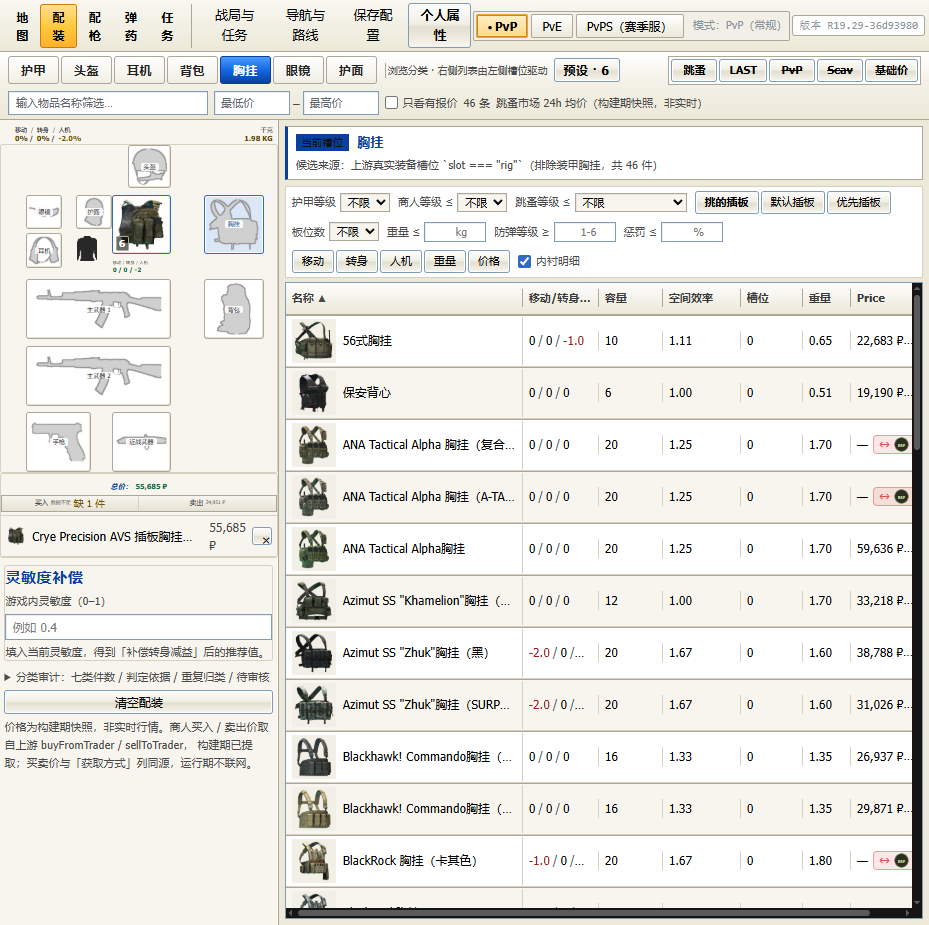 地图
配装
配枪
弹药
任务
战局与任务
导航与路线
保存配置
个人属性
• PvP
PvE
PvPS（赛季服）
模式：PvP（常规）
版本 R19.29-36d93980
护甲
头盔
耳机
背包
胸挂
眼镜
护面
浏览分类 · 右侧列表由左侧槽位驱动
预设 · 6
跳蚤
LAST
PvP
Scav
基础价
输入物品名称筛选...
最低价
–
最高价
只看有报价
46 条
跳蚤市场 24h 均价（构建期快照，非实时）
移动 / 转身 / 人机
0% / 0% / -2.0%
千克
1.98 KG
头盔
眼镜
护面
6
胸挂
耳机
移动 / 转身 / 人机
0 / 0 / -2
主武器 1
背包
主武器 2
手枪
近战武器
总价： 55,685 ₽
买入 数据不足 缺 1 件
卖出 24,951 ₽
Crye Precision AVS 插板胸挂...
55,685 ₽
×
灵敏度补偿
游戏内灵敏度（0–1）
例如 0.4
填入当前灵敏度，得到「补偿转身减益」后的推荐值。
▶ 分类审计：七类件数 / 判定依据 / 重复归类 / 待审核
清空配装
价格为构建期快照，非实时行情。商人买入 / 卖出价取
自上游 buyFromTrader / sellToTrader， 构建期已提
取；买卖价与「获取方式」列同源，运行期不联网。
当前槽位
胸挂
候选来源：上游真实装备槽位 `slot === "rig"`（排除装甲胸挂，共 46 件）
护甲等级 不限
商人等级 ≤ 不限
跳蚤等级 ≤ 不限
挑的插板
默认插板
优先插板
板位数 不限
重量 ≤ kg
防弹等级 ≥ 1-6
惩罚 ≤ %
移动
转身
人机
重量
价格
内衬明细
名称 ▲ 移动/转身... 容量 空间效率 槽位 重量 Price
56式胸挂 0 / 0 / -1.0 10 1.11 0 0.65 22,683 ₽...
保安背心 0 / 0 / 0 6 1.00 0 0.51 19,190 ₽...
ANA Tactical Alpha 胸挂（复合... 0 / 0 / 0 20 1.25 0 1.70 —
ANA Tactical Alpha 胸挂（A-TA... 0 / 0 / 0 20 1.25 0 1.70 —
ANA Tactical Alpha胸挂 0 / 0 / 0 20 1.25 0 1.70 59,636 ₽...
Azimut SS "Khamelion"胸挂（... 0 / 0 / 0 12 1.00 0 1.70 33,218 ₽...
Azimut SS "Zhuk"胸挂（黑） -2.0 / 0 /... 20 1.67 0 1.60 38,788 ₽...
Azimut SS "Zhuk"胸挂（SURP... -2.0 / 0 /... 20 1.67 0 1.60 31,026 ₽...
Blackhawk! Commando胸挂（... 0 / 0 / 0 16 1.33 0 1.35 26,937 ₽...
Blackhawk! Commando胸挂（... 0 / 0 / 0 16 1.33 0 1.35 29,871 ₽...
BlackRock 胸挂（卡其色） -1.0 / 0 /... 20 1.67 0 1.80 —